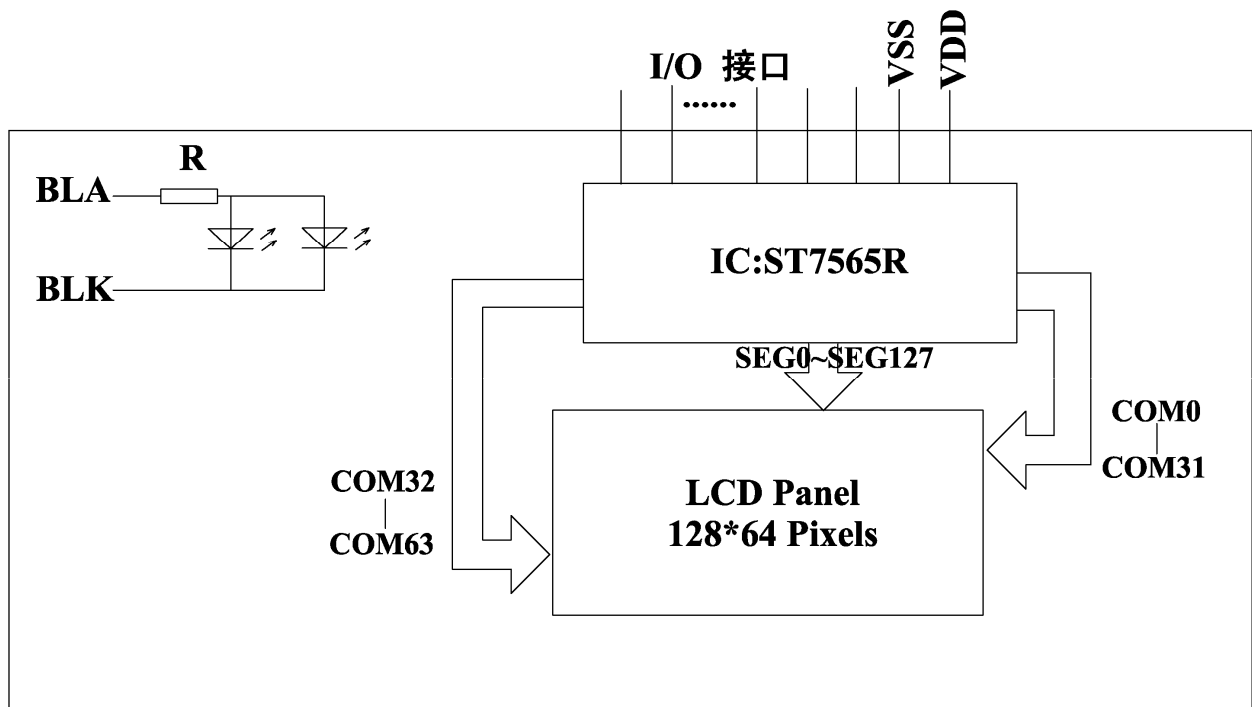 I/O 接口
......
VSS
VDD
R
BLA
BLK
IC:ST7565R
SEG0~SEG127
COM0
COM31
COM32
COM63
LCD Panel
128*64 Pixels